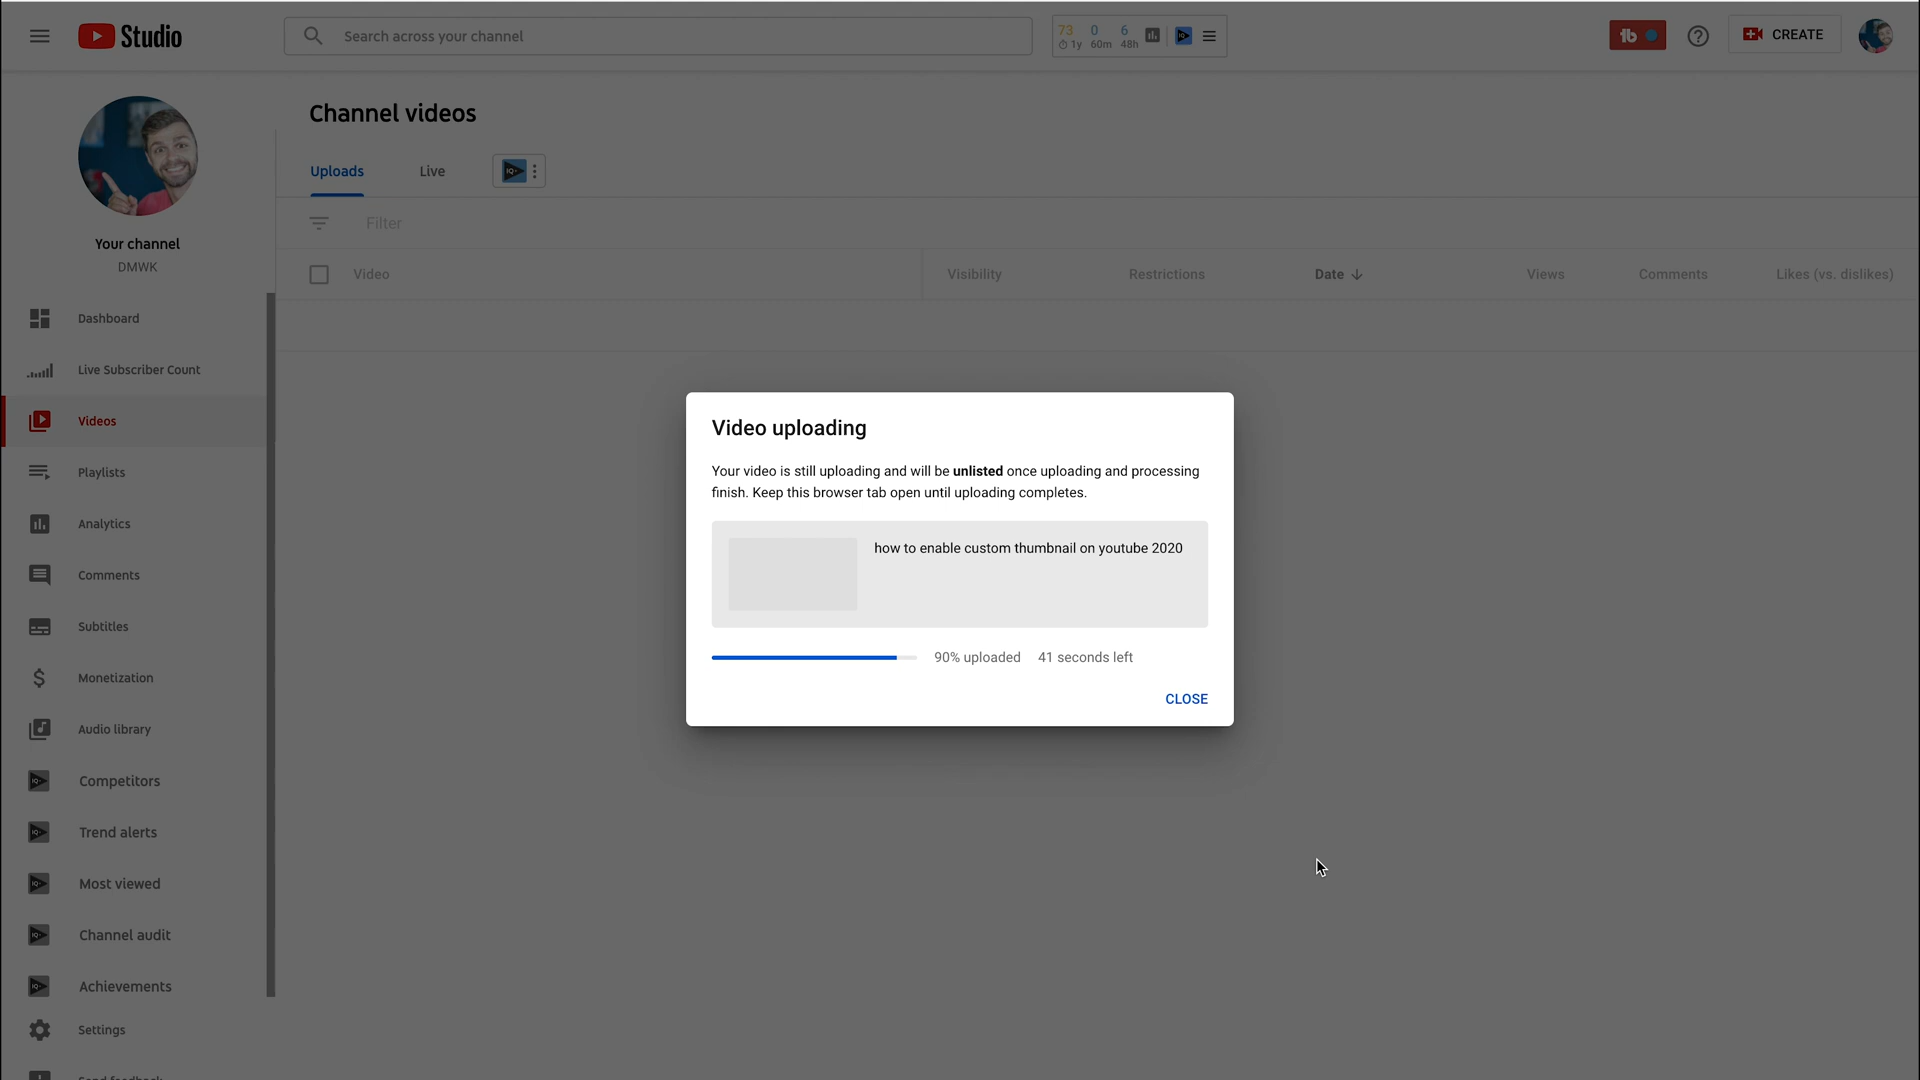 Studio
Search across your channel
73 0 6
1y 60m 48h
CREATE
Channel videos
Uploads Live
Filter
Video Visibility Restrictions Date Views Comments Likes (vs. dislikes)
Your channel
DMWK
Dashboard
Live Subscriber Count
Videos
Playlists
Analytics
Comments
Subtitles
Monetization
Audio library
Competitors
Trend alerts
Most viewed
Channel audit
Achievements
Settings
Send feedback
Video uploading
Your video is still uploading and will be unlisted once uploading and processing
finish. Keep this browser tab open until uploading completes.
how to enable custom thumbnail on youtube 2020
90% uploaded 41 seconds left
CLOSE